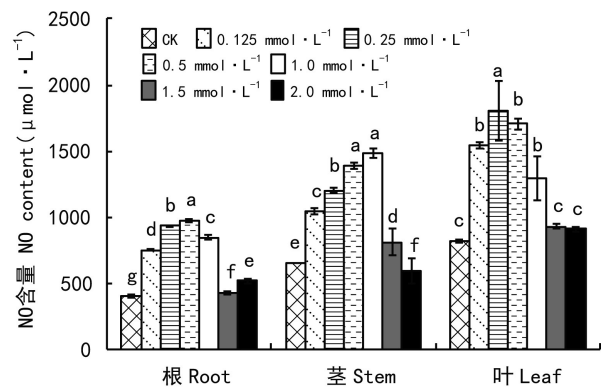 2500
2000
1500
1000
500
0
NO含量 NO content(μmol·L⁻¹)
CK 0.125 mmol·L⁻¹ 0.25 mmol·L⁻¹
0.5 mmol·L⁻¹ 1.0 mmol·L⁻¹
1.5 mmol·L⁻¹ 2.0 mmol·L⁻¹
g d b a c f e
e c b a a d f
c b a b b c c
根 Root 茎 Stem 叶 Leaf